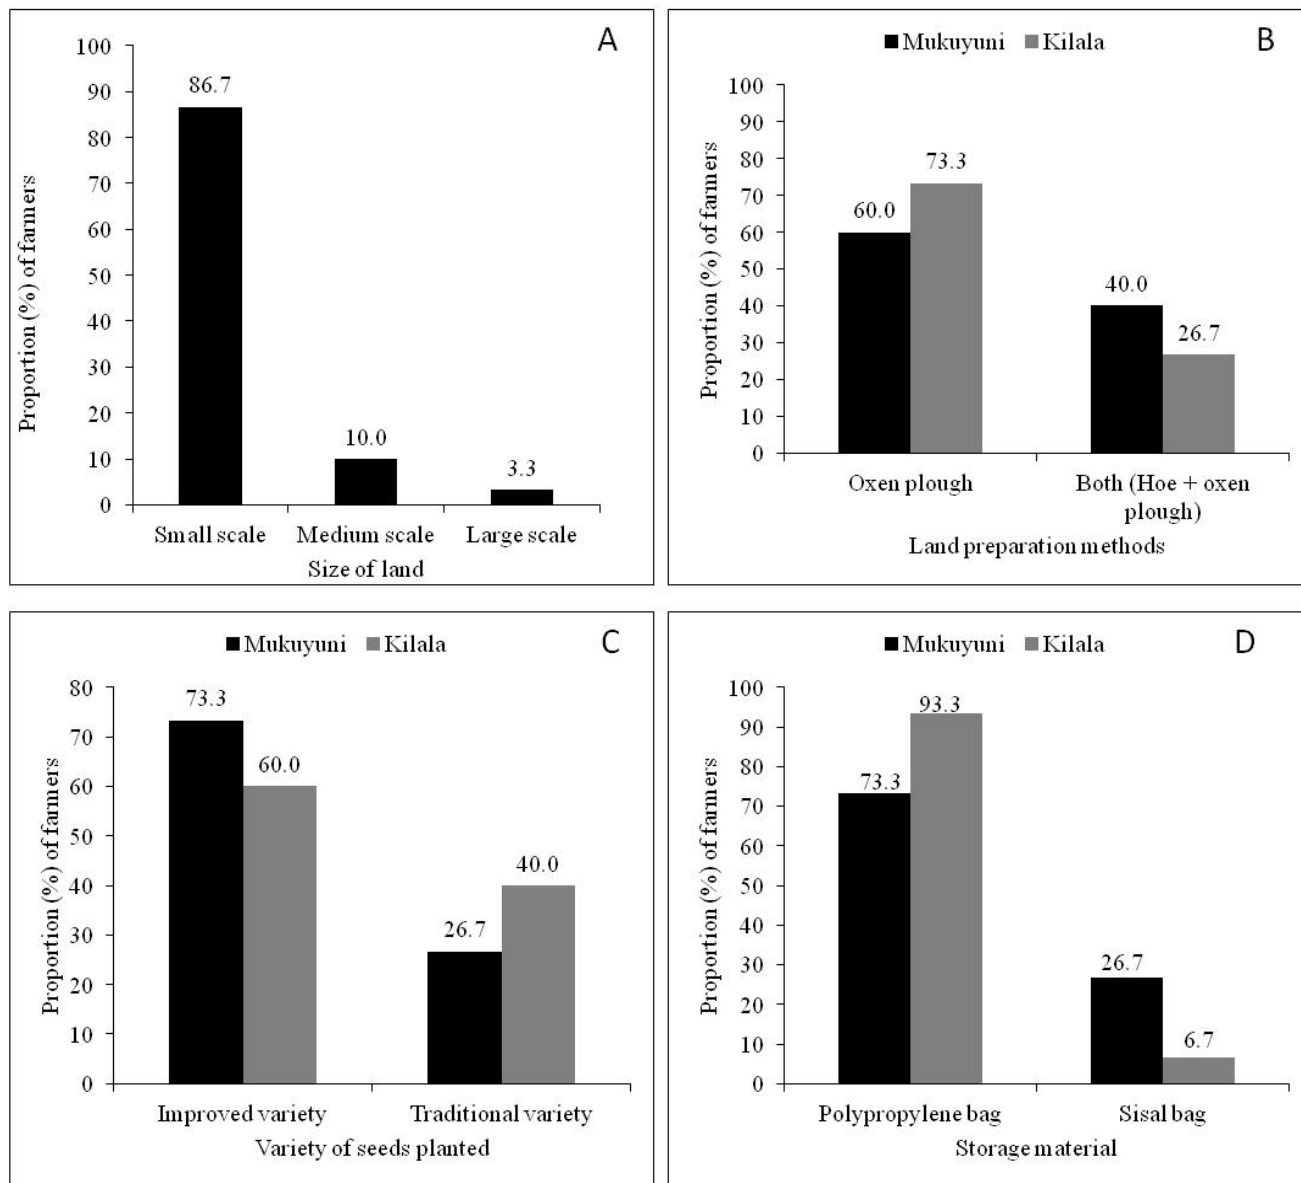 A
100
90
80
70
60
50
40
30
20
10
0
Proportion (%) of farmers
86.7
10.0
3.3
Small scale
Medium scale
Large scale
Size of land
B
Mukuyuni
Kilala
100
90
80
70
60
50
40
30
20
10
0
Proportion (%) of farmers
60.0
73.3
40.0
26.7
Oxen plough
Both (Hoe + oxen
plough)
Land preparation methods
C
Mukuyuni
Kilala
80
70
60
50
40
30
20
10
0
Proportion (%) of farmers
73.3
60.0
26.7
40.0
Improved variety
Traditional variety
Variety of seeds planted
D
Mukuyuni
Kilala
100
90
80
70
60
50
40
30
20
10
0
Proportion (%) of farmers
73.3
93.3
26.7
6.7
Polypropylene bag
Sisal bag
Storage material